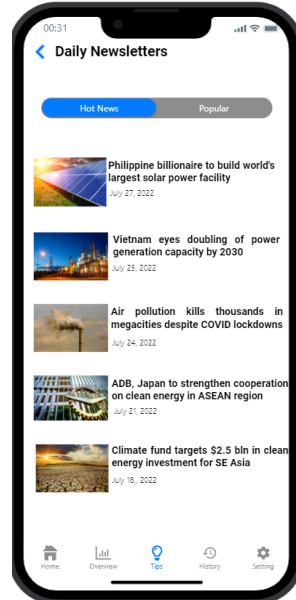 00:31
Daily Newsletters
Hot News
Popular
Philippine billionaire to build world's
largest solar power facility
July 27, 2022
Vietnam eyes doubling of power
generation capacity by 2030
July 25, 2022
Air pollution kills thousands in
megacities despite COVID lockdowns
July 24, 2022
ADB, Japan to strengthen cooperation
on clean energy in ASEAN region
July 21, 2022
Climate fund targets $2.5 bln in clean
energy investment for SE Asia
July 18,, 2022
Home
Overview
Tips
History
Setting